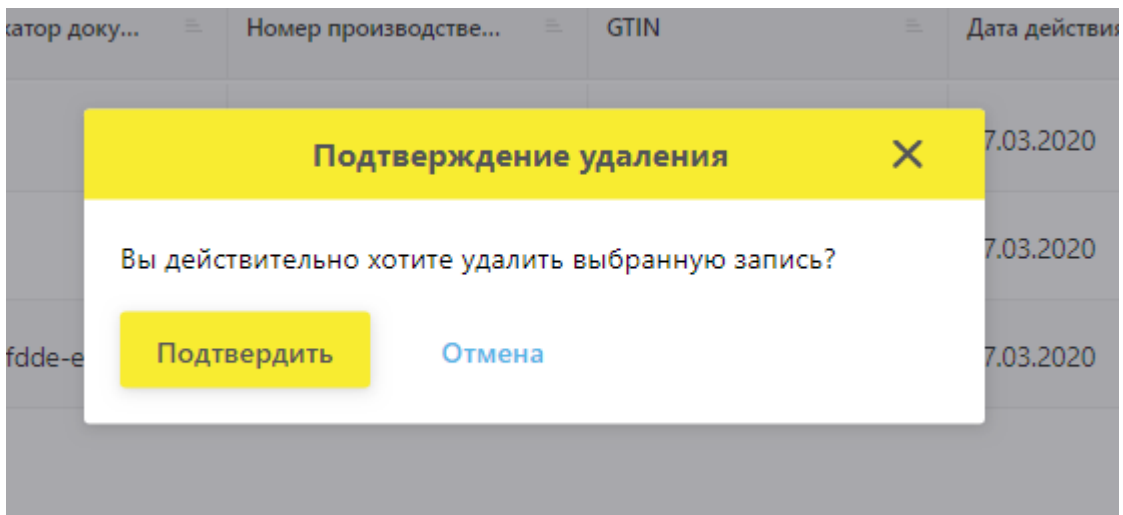 катор доку...
Номер производстве...
GTIN
Дата действия
Подтверждение удаления
7.03.2020
Вы действительно хотите удалить выбранную запись?
7.03.2020
Подтвердить
Отмена
fdde-e
7.03.2020